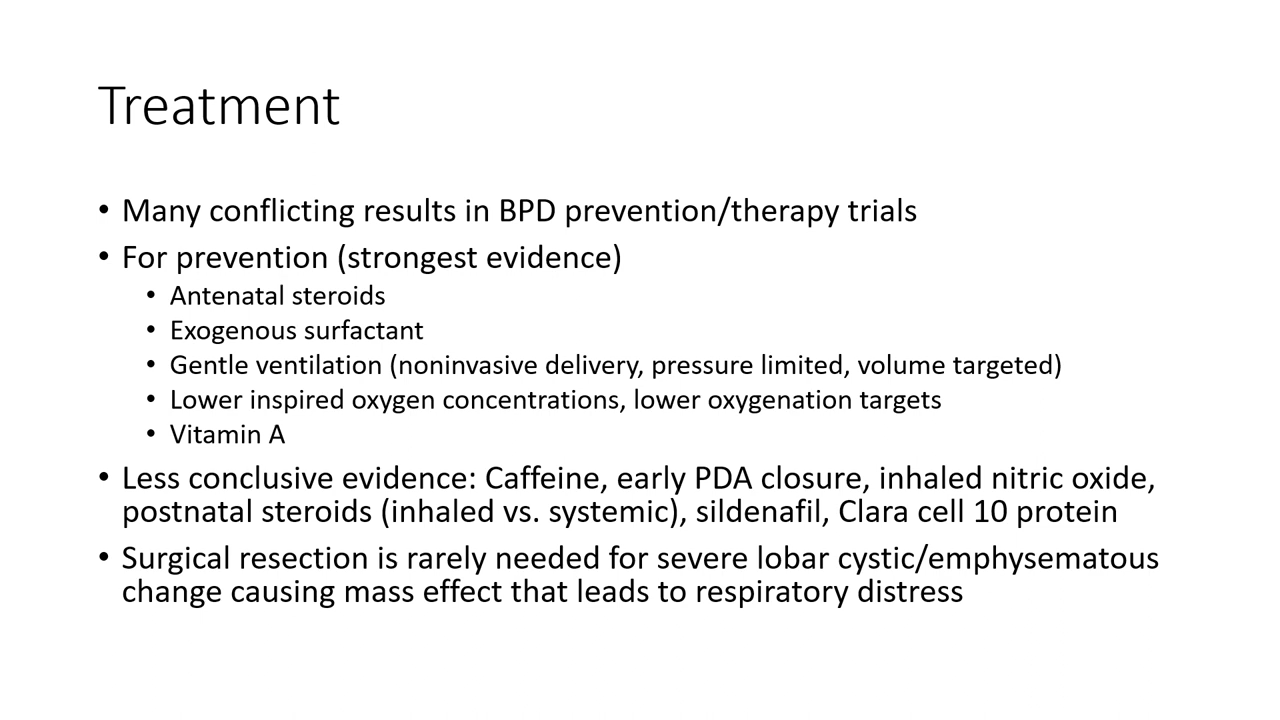 Treatment
• Many conflicting results in BPD prevention/therapy trials
• For prevention (strongest evidence)
• Antenatal steroids
• Exogenous surfactant
• Gentle ventilation (noninvasive delivery, pressure limited, volume targeted)
• Lower inspired oxygen concentrations, lower oxygenation targets
• Vitamin A
• Less conclusive evidence: Caffeine, early PDA closure, inhaled nitric oxide,
postnatal steroids (inhaled vs. systemic), sildenafil, Clara cell 10 protein
• Surgical resection is rarely needed for severe lobar cystic/emphysematous
change causing mass effect that leads to respiratory distress